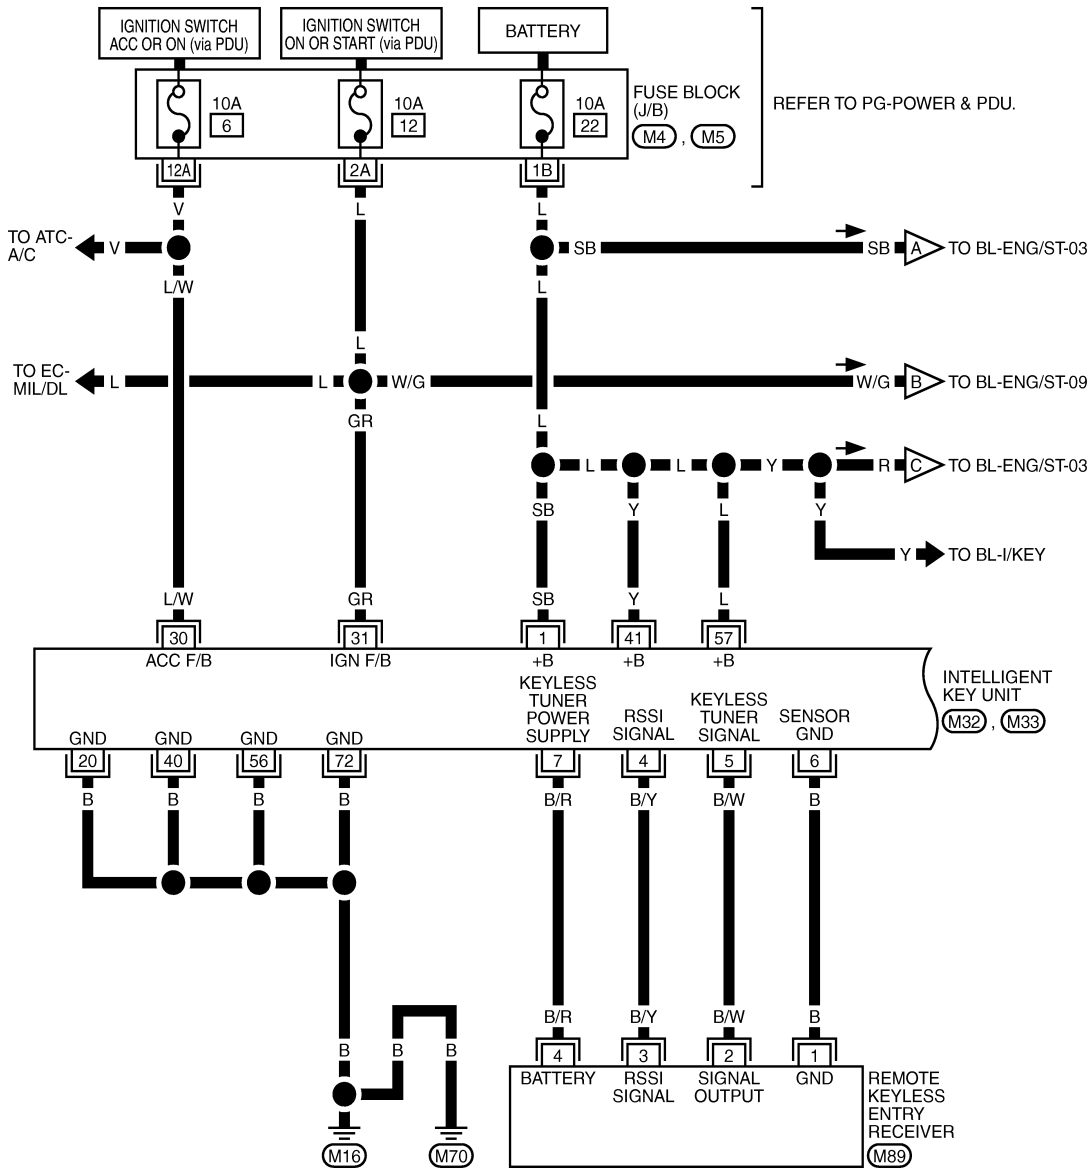 IGNITION SWITCH
ACC OR ON (via PDU)
IGNITION SWITCH
ON OR START (via PDU)
BATTERY
10A
6
10A
12
10A
22
FUSE BLOCK
(J/B)
M4 , M5
REFER TO PG-POWER & PDU.
12A
2A
1B
V
L
L
TO ATC-
A/C
V
SB
SB
A
TO BL-ENG/ST-03
L/W
L
L
TO EC-
MIL/DL
L
L
W/G
W/G
B
TO BL-ENG/ST-09
GR
L
L
L
Y
R
C
TO BL-ENG/ST-03
SB
Y
L
Y
Y
TO BL-I/KEY
L/W
GR
SB
Y
L
30
31
1
41
57
ACC F/B
IGN F/B
+B
+B
+B
INTELLIGENT
KEY UNIT
M32 , M33
KEYLESS
TUNER
POWER
SUPPLY
RSSI
SIGNAL
KEYLESS
TUNER
SIGNAL
SENSOR
GND
GND
GND
GND
GND
20
40
56
72
7
4
5
6
B
B
B
B
B/R
B/Y
B/W
B
B/R
B/Y
B/W
B
B
B
B
4
3
2
1
BATTERY
RSSI
SIGNAL
SIGNAL
OUTPUT
GND
REMOTE
KEYLESS
ENTRY
RECEIVER
M89
M16
M70